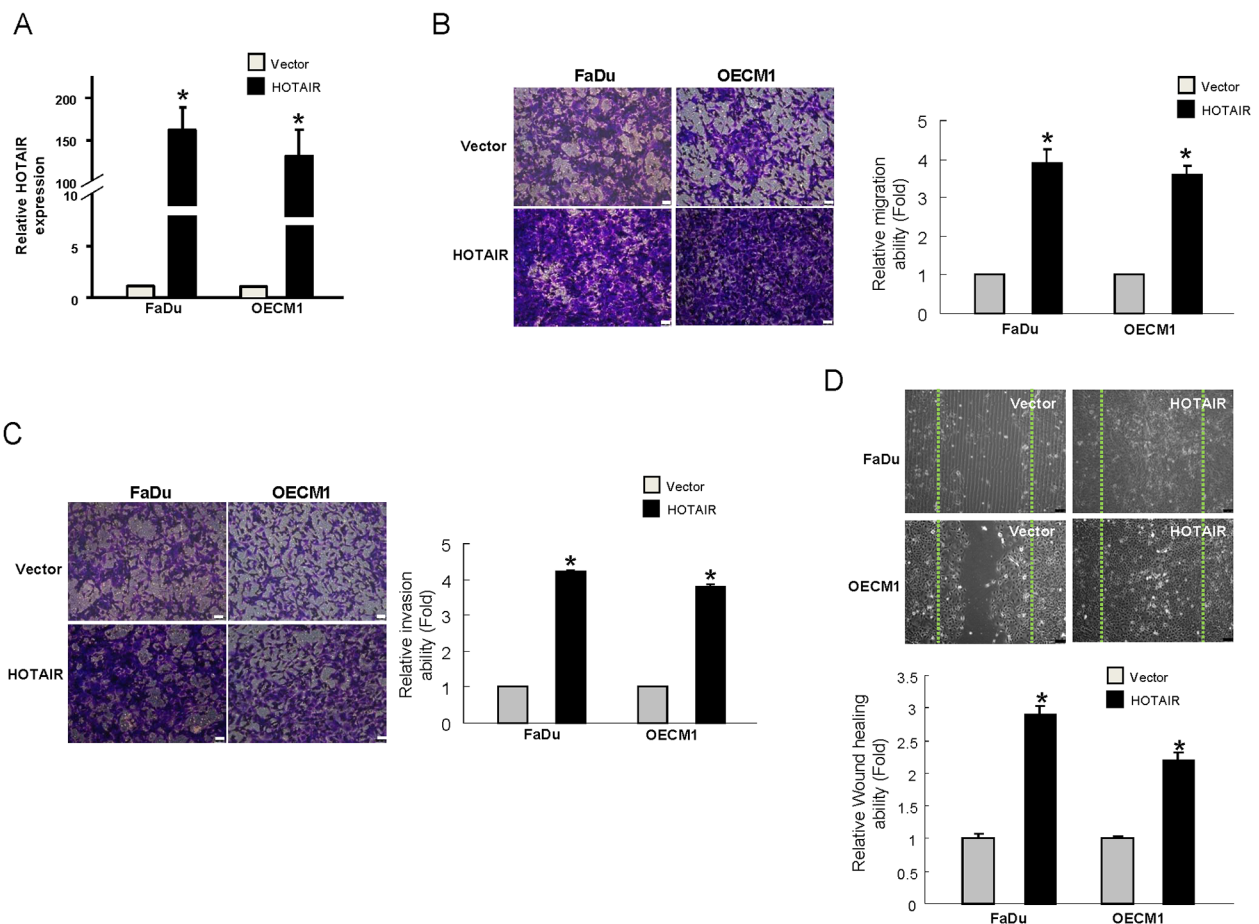 A
Vector
HOTAIR
Relative HOTAIR
expression
200
150
100
10
5
0
*
*
FaDu
OECM1
B
FaDu
OECM1
Vector
HOTAIR
Vector
HOTAIR
Relative migration
ability (Fold)
5
4
3
2
1
0
*
*
FaDu
OECM1
C
FaDu
OECM1
Vector
HOTAIR
Vector
HOTAIR
Relative invasion
ability (Fold)
5
4
3
2
1
0
*
*
FaDu
OECM1
D
Vector
HOTAIR
FaDu
Vector
HOTAIR
OECM1
Vector
HOTAIR
Relative Wound healing
ability (Fold)
3.5
3
2.5
2
1.5
1
0.5
0
*
*
FaDu
OECM1